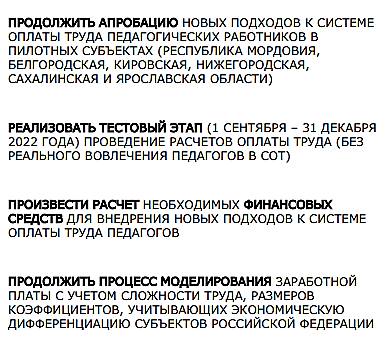 ПРОДОЛЖИТЬ АПРОБАЦИЮ НОВЫХ ПОДХОДОВ К СИСТЕМЕ
ОПЛАТЫ ТРУДА ПЕДАГОГИЧЕСКИХ РАБОТНИКОВ В
ПИЛОТНЫХ СУБЪЕКТАХ (РЕСПУБЛИКА МОРДОВИЯ,
БЕЛГОРОДСКАЯ, КИРОВСКАЯ, НИЖЕГОРОДСКАЯ,
САХАЛИНСКАЯ И ЯРОСЛАВСКАЯ ОБЛАСТИ)
РЕАЛИЗОВАТЬ ТЕСТОВЫЙ ЭТАП (1 СЕНТЯБРЯ – 31 ДЕКАБРЯ
2022 ГОДА) ПРОВЕДЕНИЕ РАСЧЕТОВ ОПЛАТЫ ТРУДА (БЕЗ
РЕАЛЬНОГО ВОВЛЕЧЕНИЯ ПЕДАГОГОВ В СОТ)
ПРОИЗВЕСТИ РАСЧЕТ НЕОБХОДИМЫХ ФИНАНСОВЫХ
СРЕДСТВ ДЛЯ ВНЕДРЕНИЯ НОВЫХ ПОДХОДОВ К СИСТЕМЕ
ОПЛАТЫ ТРУДА ПЕДАГОГОВ
ПРОДОЛЖИТЬ ПРОЦЕСС МОДЕЛИРОВАНИЯ ЗАРАБОТНОЙ
ПЛАТЫ С УЧЕТОМ СЛОЖНОСТИ ТРУДА, РАЗМЕРОВ
КОЭФФИЦИЕНТОВ, УЧИТЫВАЮЩИХ ЭКОНОМИЧЕСКУЮ
ДИФФЕРЕНЦИАЦИЮ СУБЪЕКТОВ РОССИЙСКОЙ ФЕДЕРАЦИИ